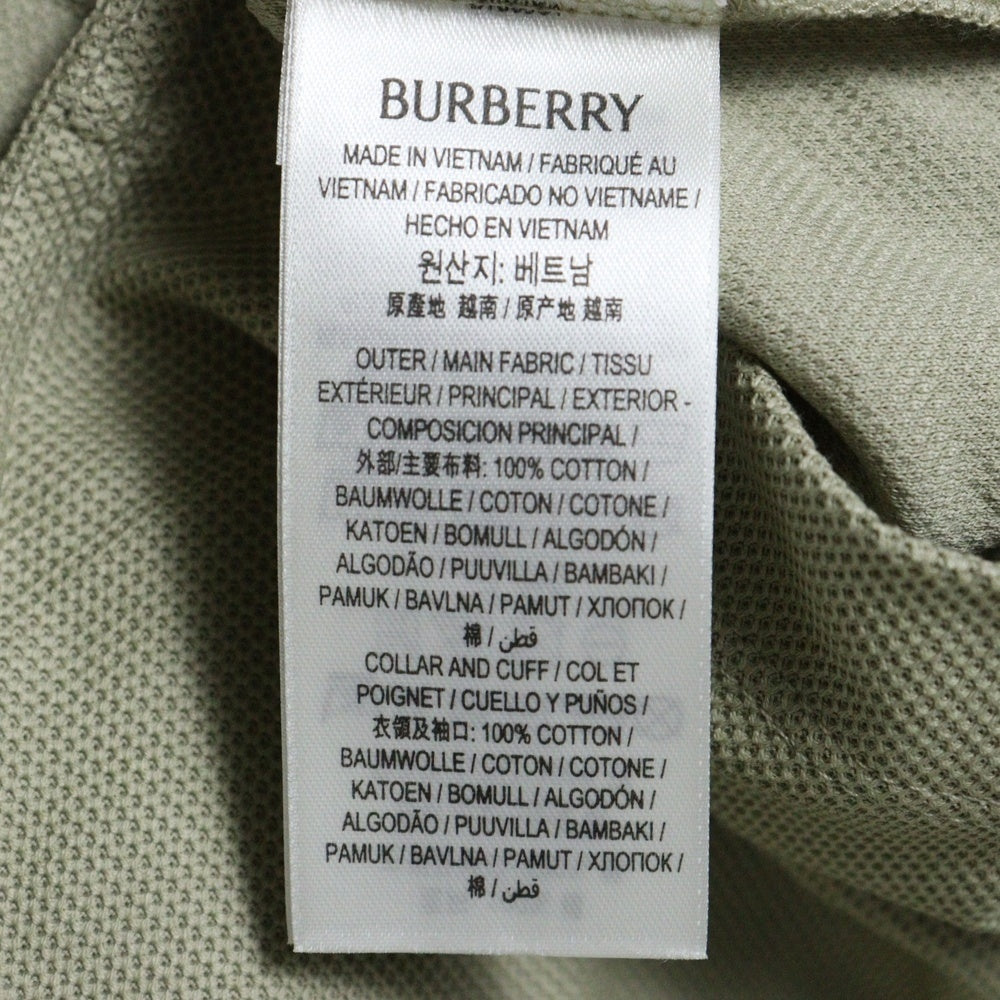 BURBERRY
MADE IN VIETNAM / FABRIQUÉ AU
VIETNAM / FABRICADO NO VIETNAME /
HECHO EN VIETNAM
원산지: 베트남
原產地 越南 / 原产地 越南
OUTER / MAIN FABRIC / TISSU
EXTÉRIEUR / PRINCIPAL / EXTERIOR -
COMPOSICION PRINCIPAL /
外部/主要布料: 100% COTTON /
BAUMWOLLE / COTON / COTONE /
KATOEN / BOMULL / ALGODÓN /
ALGODÃO / PUUVILLA / BAMBAKI /
PAMUK / BAVLNA / PAMUT / ХЛОПОК /
棉 / قطن
COLLAR AND CUFF / COL ET
POIGNET / CUELLO Y PUÑOS /
衣領及袖口: 100% COTTON /
BAUMWOLLE / COTON / COTONE /
KATOEN / BOMULL / ALGODÓN /
ALGODÃO / PUUVILLA / BAMBAKI /
PAMUK / BAVLNA / PAMUT / ХЛОПОК /
棉 / قطن